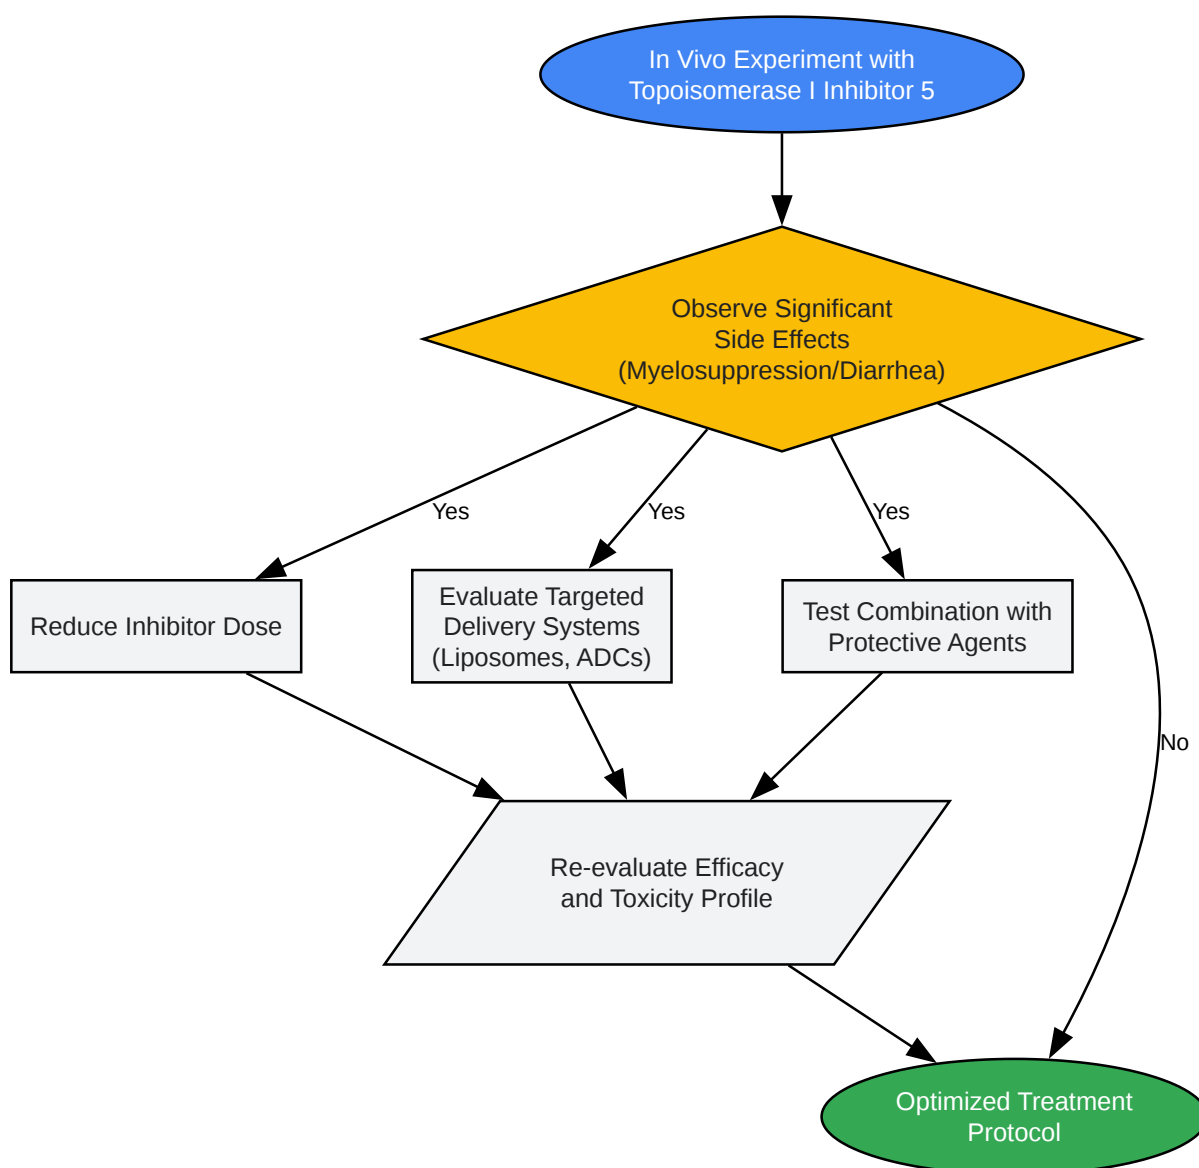 In Vivo Experiment with
Topoisomerase I Inhibitor 5
Observe Significant
Side Effects
(Myelosuppression/Diarrhea)
Yes
Yes
Yes
Reduce Inhibitor Dose
Evaluate Targeted
Delivery Systems
(Liposomes, ADCs)
Test Combination with
Protective Agents
No
Re-evaluate Efficacy
and Toxicity Profile
Optimized Treatment
Protocol